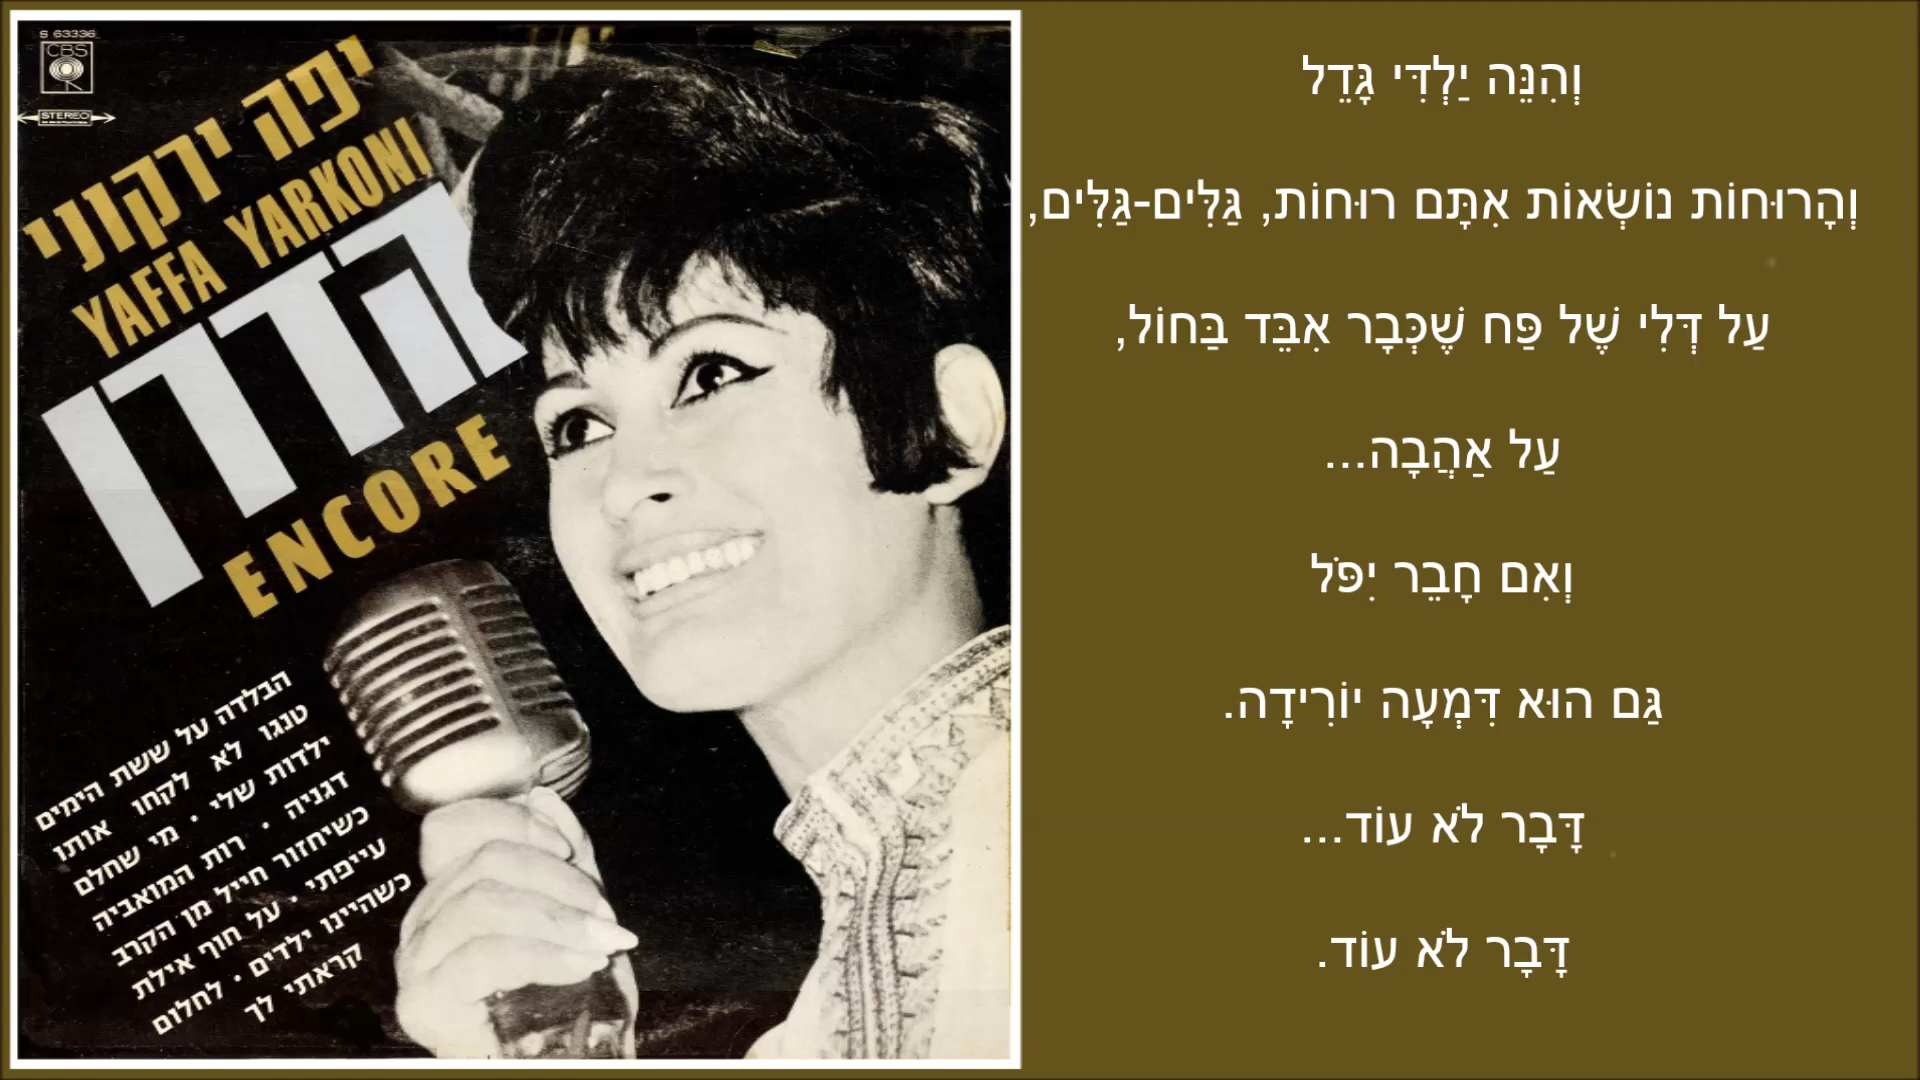 S 63336
CBS
STEREO
יפה ירקוני
YAFFA YARKONI
הדרן
ENCORE
הבלדה על ששת הימים
טנגו לא לקחו אותו
ילדות שלי • מי שחלם
דגניה • רות המואביה
כשיחזור חייל מן הקרב
עייפתי • על חוף אילת
כשהיינו ילדים • לחלום
קראתי לך
וְהִנֵּה יַלְדִּי גָּדֵל
וְהָרוּחוֹת נוֹשְׂאוֹת אִתָּם רוּחוֹת, גַּלִּים-גַּלִּים,
עַל דְּלִי שֶׁל פַּח שֶׁכְּבָר אִבֵּד בַּחוֹל,
עַל אַהֲבָה...
וְאִם חָבֵר יִפֹּל
גַּם הוּא דִּמְעָה יוֹרִידָה.
דָּבָר לֹא עוֹד...
דָּבָר לֹא עוֹד.